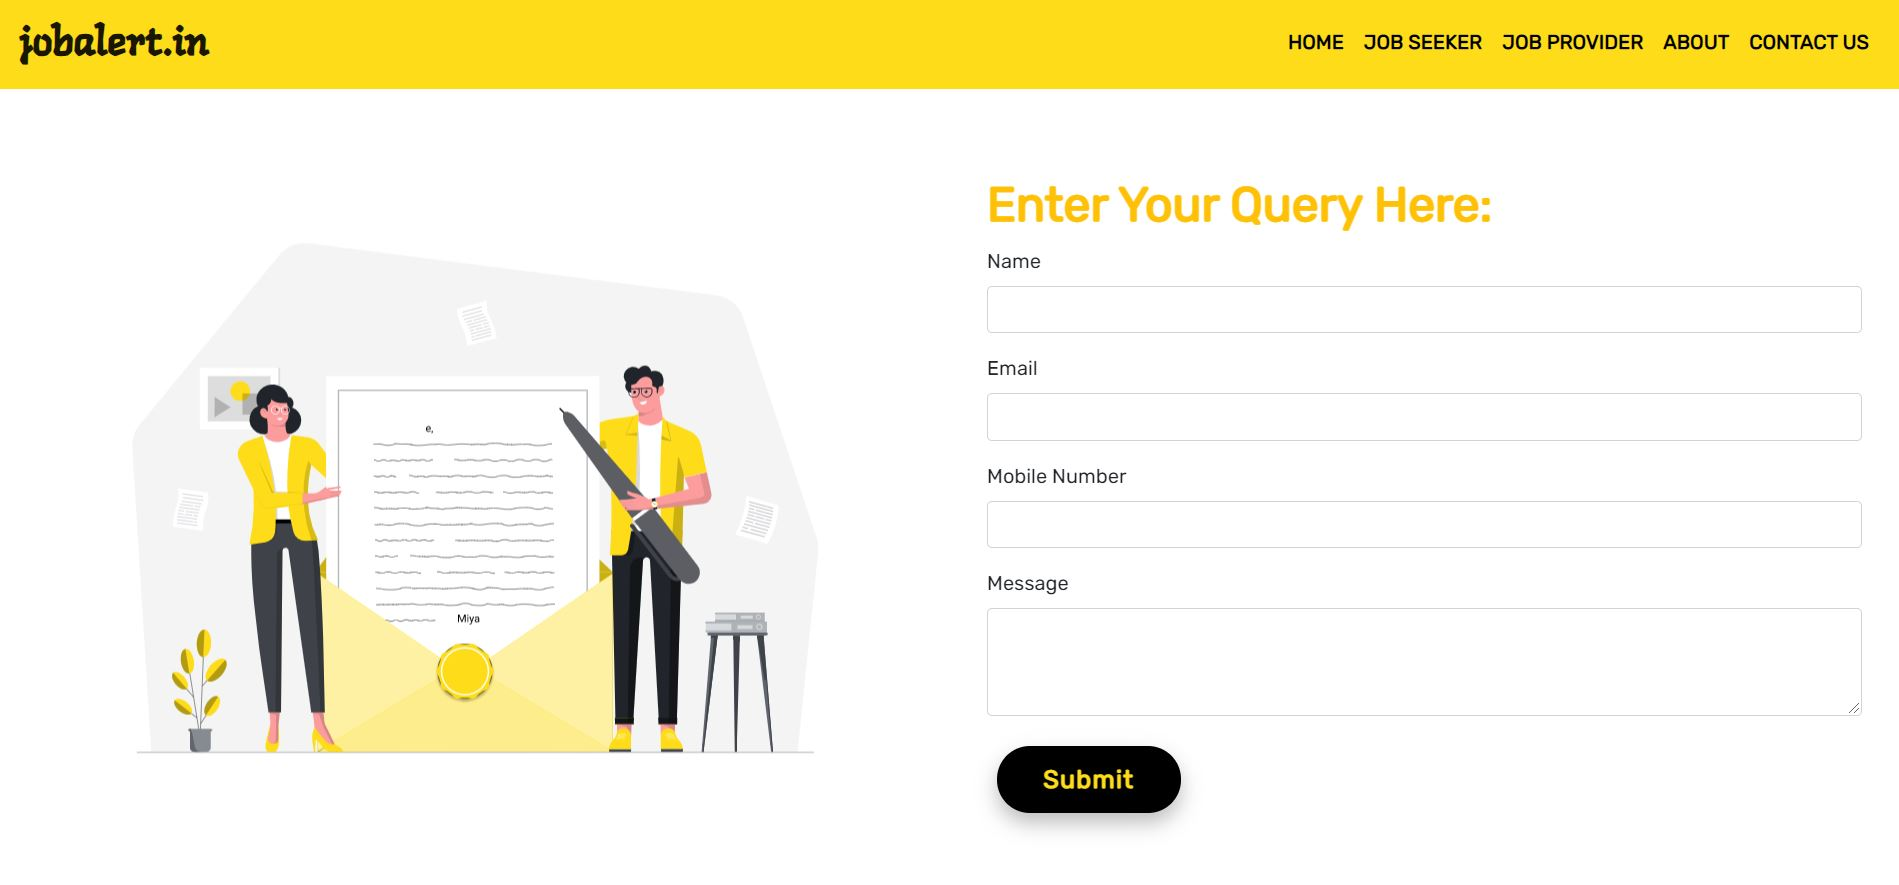 jobalert.in
HOME JOB SEEKER JOB PROVIDER ABOUT CONTACT US
Enter Your Query Here:
Name
Email
Mobile Number
Message
e,
Miya
Submit